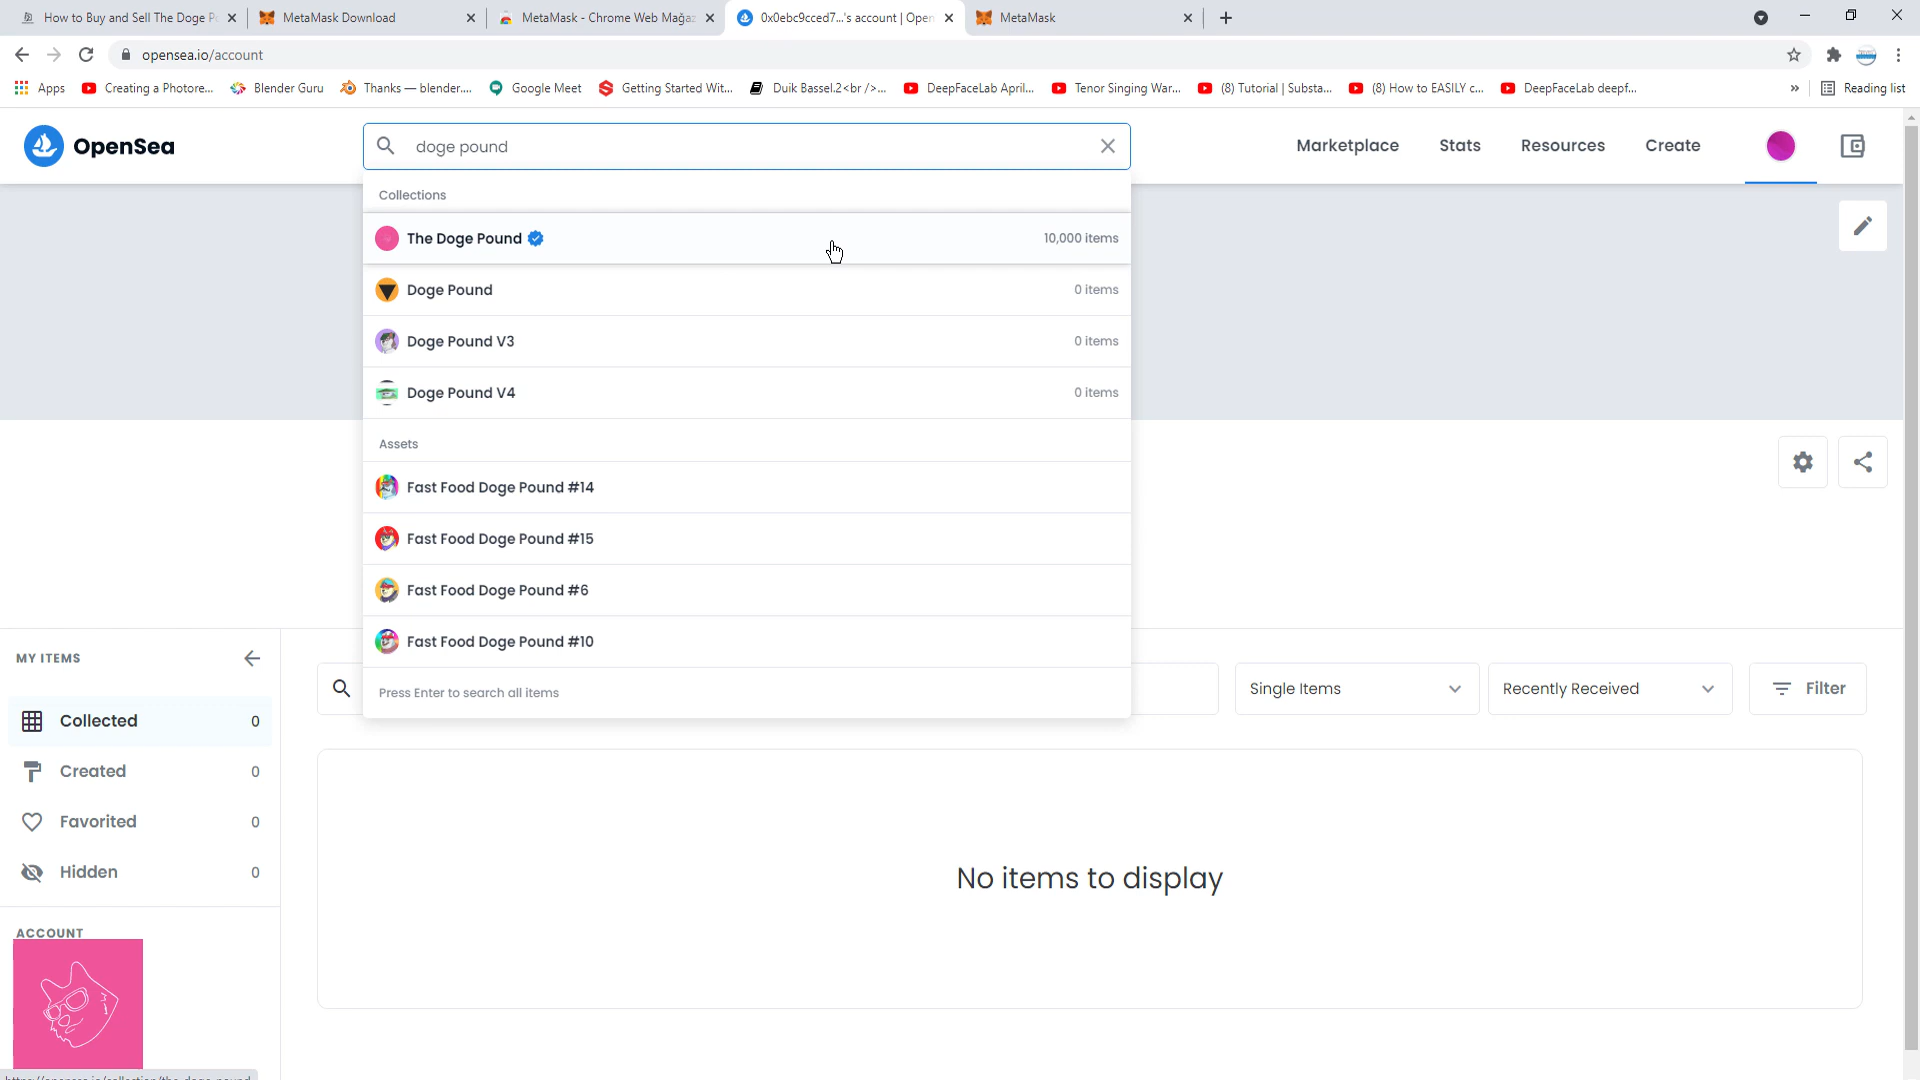 How to Buy and Sell The Doge P
MetaMask Download
MetaMask - Chrome Web Mağaz
0x0ebc9cced7...'s account | Open
MetaMask
opensea.io/account
Apps
Creating a Photore...
Blender Guru
Thanks — blender....
Google Meet
Getting Started Wit...
Duik Bassel.2<br />...
DeepFaceLab April...
Tenor Singing War...
(8) Tutorial | Substa...
(8) How to EASILY c...
DeepFaceLab deepf...
»
Reading list
OpenSea
doge pound
Marketplace
Stats
Resources
Create
Collections
The Doge Pound
10,000 items
Doge Pound
0 items
Doge Pound V3
0 items
Doge Pound V4
0 items
Assets
Fast Food Doge Pound #14
Fast Food Doge Pound #15
Fast Food Doge Pound #6
Fast Food Doge Pound #10
Press Enter to search all items
MY ITEMS
Single Items
Recently Received
Filter
Collected 0
Created 0
Favorited 0
Hidden 0
No items to display
ACCOUNT